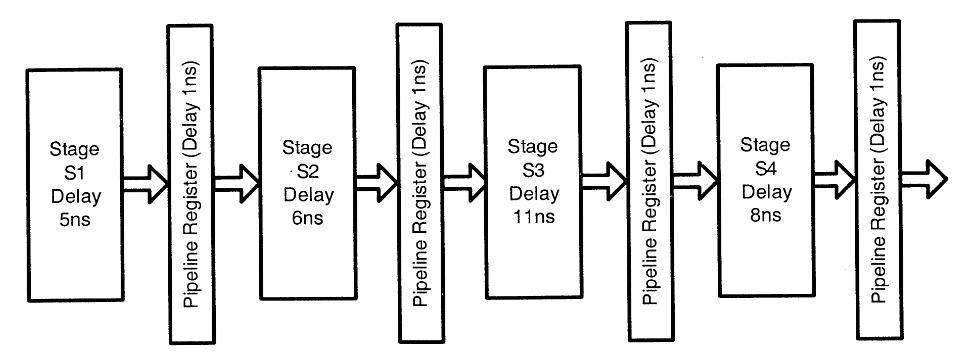 Stage
S1
Delay
5ns
Pipeline Register (Delay 1ns)
Stage
S2
Delay
6ns
Pipeline Register (Delay 1ns)
Stage
S3
Delay
11ns
Pipeline Register (Delay 1ns)
Stage
S4
Delay
8ns
Pipeline Register (Delay 1ns)